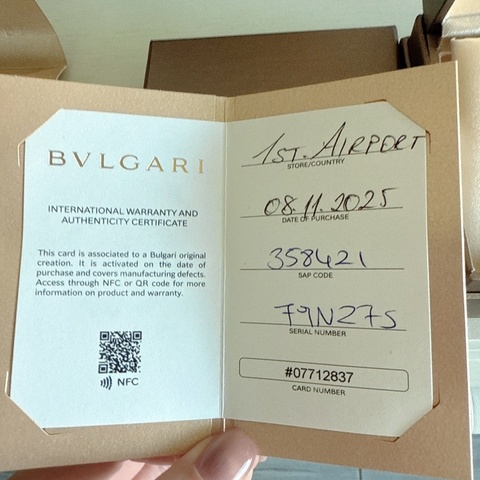 BVLGARI
INTERNATIONAL WARRANTY AND
AUTHENTICITY CERTIFICATE
This card is associated to a Bulgari original
creation. It is activated on the date of
purchase and covers manufacturing defects.
Access through NFC or QR code for more
information on product and warranty.
NFC
1ST. AIRPORT
STORE/COUNTRY
08.11.2025
DATE OF PURCHASE
358421
SAP CODE
79N27S
SERIAL NUMBER
#07712837
CARD NUMBER